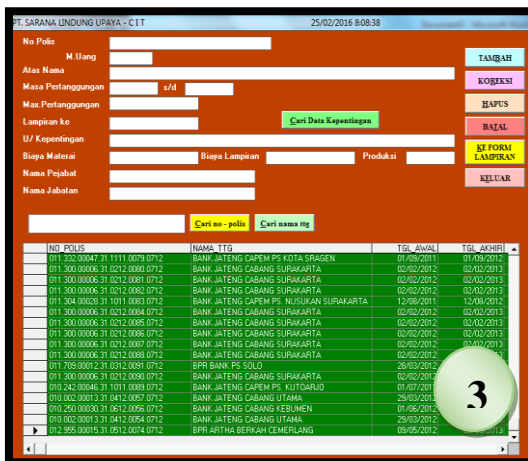 PT. SARANA LINDUNG UPAYA - C I T 25/02/2016 8:08:38
No Polis
M.Uang
TAMBAH
Atas Nama
KOREKSI
Masa Pertanggungan s/d
Max.Pertanggungan
HAPUS
Lampiran ke
Cari Data Kepentingan
BATAL
U/ Kepentingan
KE FORM LAMPIRAN
Biaya Materai Biaya Lampiran Produksi
Nama Pejabat
KELUAR
Nama Jabatan
Cari no - polis Cari nama ttg
NO_POLIS NAMA_TTG TGL_AWAL TGL_AKHIR
011.332.00047.31.1111.0079.0712 BANK JATENG CAPEM PS KOTA SRAGEN 01/09/2011 01/09/2012
011.300.00006.31.0212.0080.0712 BANK JATENG CABANG SURAKARTA 02/02/2012 02/02/2013
011.300.00006.31.0212.0081.0712 BANK JATENG CABANG SURAKARTA 02/02/2012 02/02/2013
011.300.00006.31.0212.0082.0712 BANK JATENG CABANG SURAKARTA 02/02/2012 02/02/2013
011.304.00028.31.1011.0083.0712 BANK JATENG CAPEM PS. NUSUKAN SURAKARTA 12/08/2011 12/08/2012
011.300.00006.31.0212.0084.0712 BANK JATENG CABANG SURAKARTA 02/02/2012 02/02/2013
011.300.00006.31.0212.0085.0712 BANK JATENG CABANG SURAKARTA 02/02/2012 02/02/2013
011.300.00006.31.0212.0086.0712 BANK JATENG CABANG SURAKARTA 02/02/2012 02/02/2013
011.300.00006.31.0212.0087.0712 BANK JATENG CABANG SURAKARTA 02/02/2012 02/02/2013
011.300.00006.31.0212.0088.0712 BANK JATENG CABANG SURAKARTA 02/02/2012
011.709.00012.31.0312.0091.0712 BPR BANK PS SOLO 28/03/2012
011.300.00006.31.0212.0090.0712 BANK JATENG CABANG SURAKARTA 02/02/2012
010.242.00046.31.1011.0089.0712 BANK JATENG CAPEM PS. KUTOARJO 01/07/2011
010.002.00013.31.0412.0057.0712 BANK JATENG CABANG UTAMA 29/03/2012
010.250.00030.31.0612.0056.0712 BANK JATENG CABANG KEBUMEN 01/06/2012
010.002.00013.31.0412.0054.0712 BANK JATENG CABANG UTAMA 29/03/2012
012.955.00015.31.0512.0074.0712 BPR ARTHA BERKAH CEMERLANG 09/05/2012
3